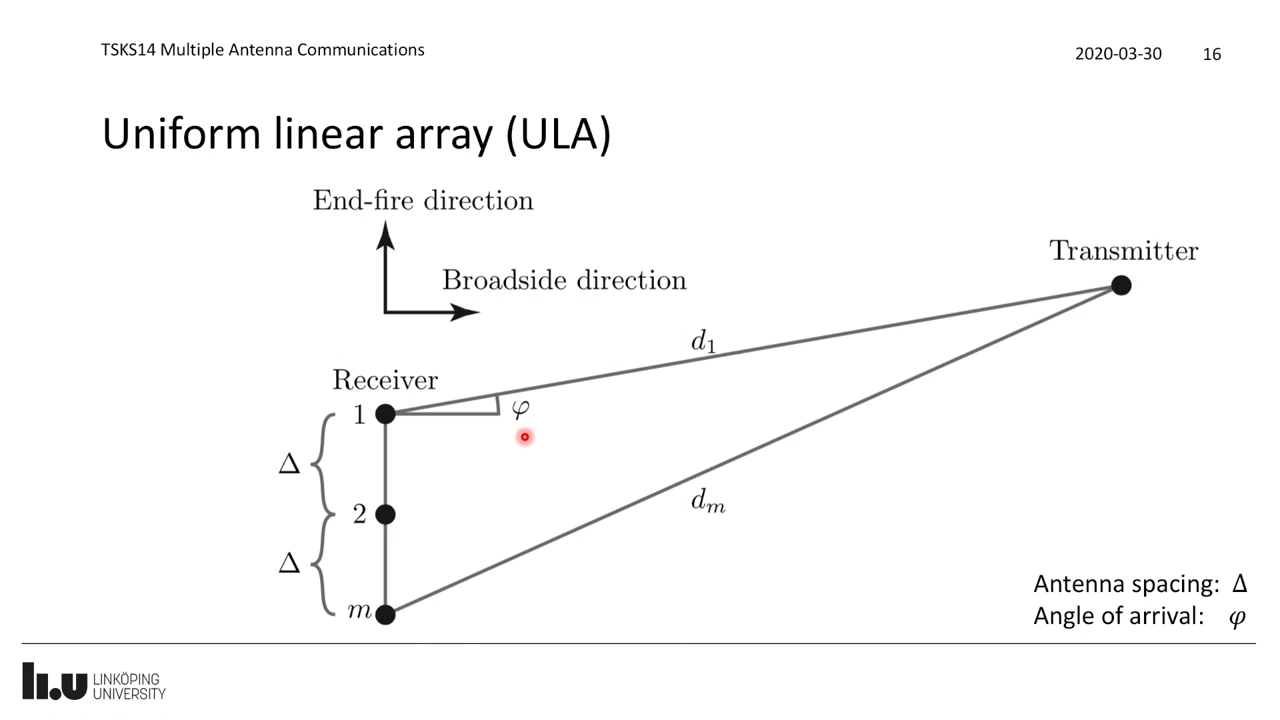 TSKS14 Multiple Antenna Communications
2020-03-30 16
Uniform linear array (ULA)
End-fire direction
Broadside direction
Transmitter
d₁
Receiver
1
φ
Δ
2
dₘ
Δ
m
Antenna spacing: Δ
Angle of arrival: φ
li.u LINKÖPING
UNIVERSITY